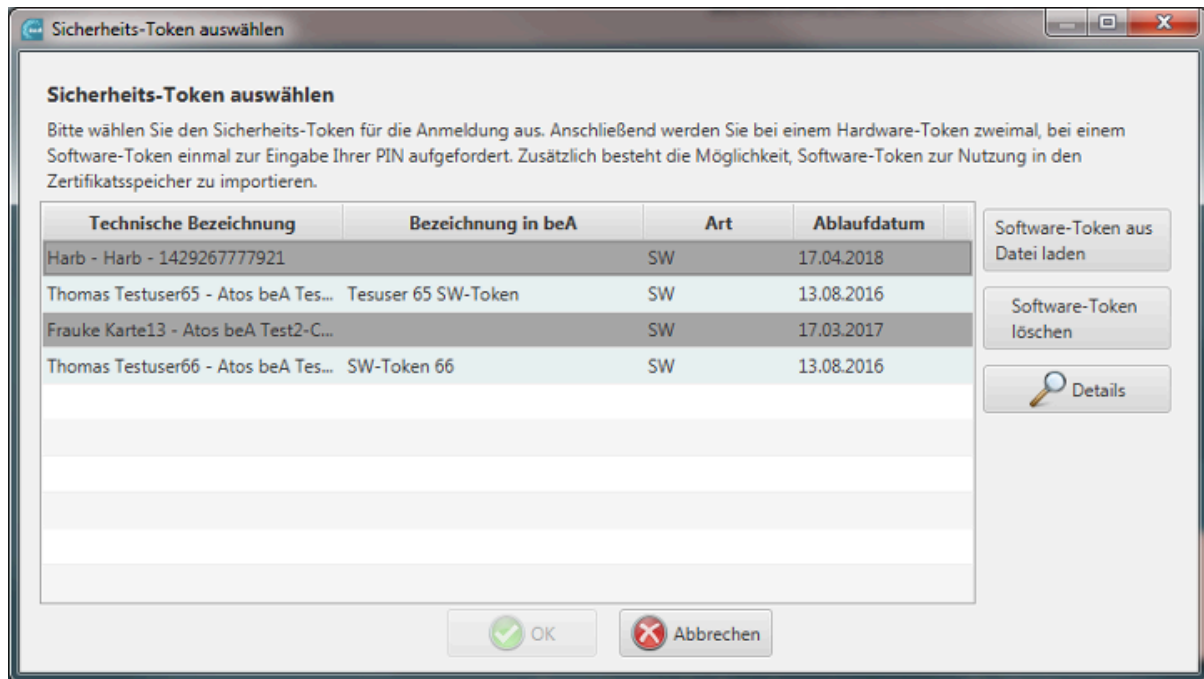 Sicherheits-Token auswählen
Sicherheits-Token auswählen
Bitte wählen Sie den Sicherheits-Token für die Anmeldung aus. Anschließend werden Sie bei einem Hardware-Token zweimal, bei einem
Software-Token einmal zur Eingabe Ihrer PIN aufgefordert. Zusätzlich besteht die Möglichkeit, Software-Token zur Nutzung in den
Zertifikatsspeicher zu importieren.
Technische Bezeichnung Bezeichnung in beA Art Ablaufdatum
Harb - Harb - 1429267777921 SW 17.04.2018
Thomas Testuser65 - Atos beA Tes... Tesuser 65 SW-Token SW 13.08.2016
Frauke Karte13 - Atos beA Test2-C... SW 17.03.2017
Thomas Testuser66 - Atos beA Tes... SW-Token 66 SW 13.08.2016
Software-Token aus
Datei laden
Software-Token
löschen
Details
OK Abbrechen